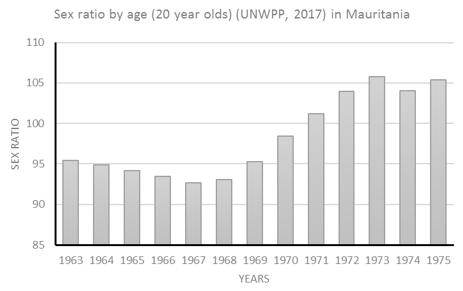 Sex ratio by age (20 year olds) (UNWPP, 2017) in Mauritania
110
105
100
95
90
85
SEX RATIO
1963 1964 1965 1966 1967 1968 1969 1970 1971 1972 1973 1974 1975
YEARS